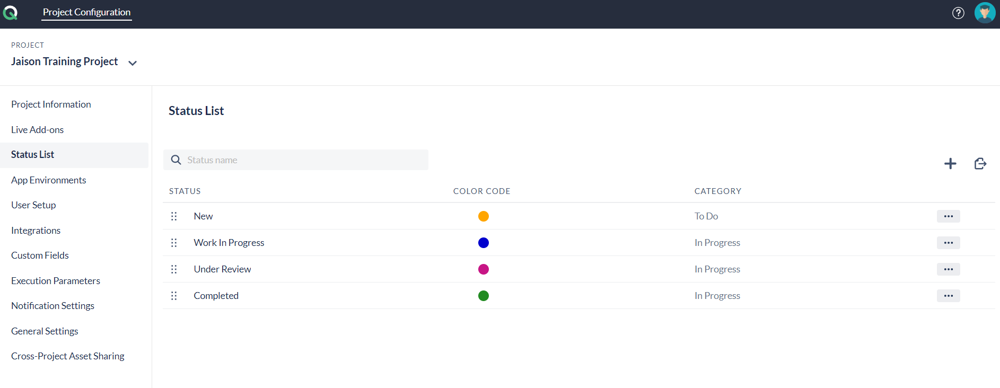 Project Configuration
PROJECT
Jaison Training Project
Project Information
Live Add-ons
Status List
App Environments
User Setup
Integrations
Custom Fields
Execution Parameters
Notification Settings
General Settings
Cross-Project Asset Sharing
Status List
Status name
STATUS COLOR CODE CATEGORY
New To Do
Work In Progress In Progress
Under Review In Progress
Completed In Progress